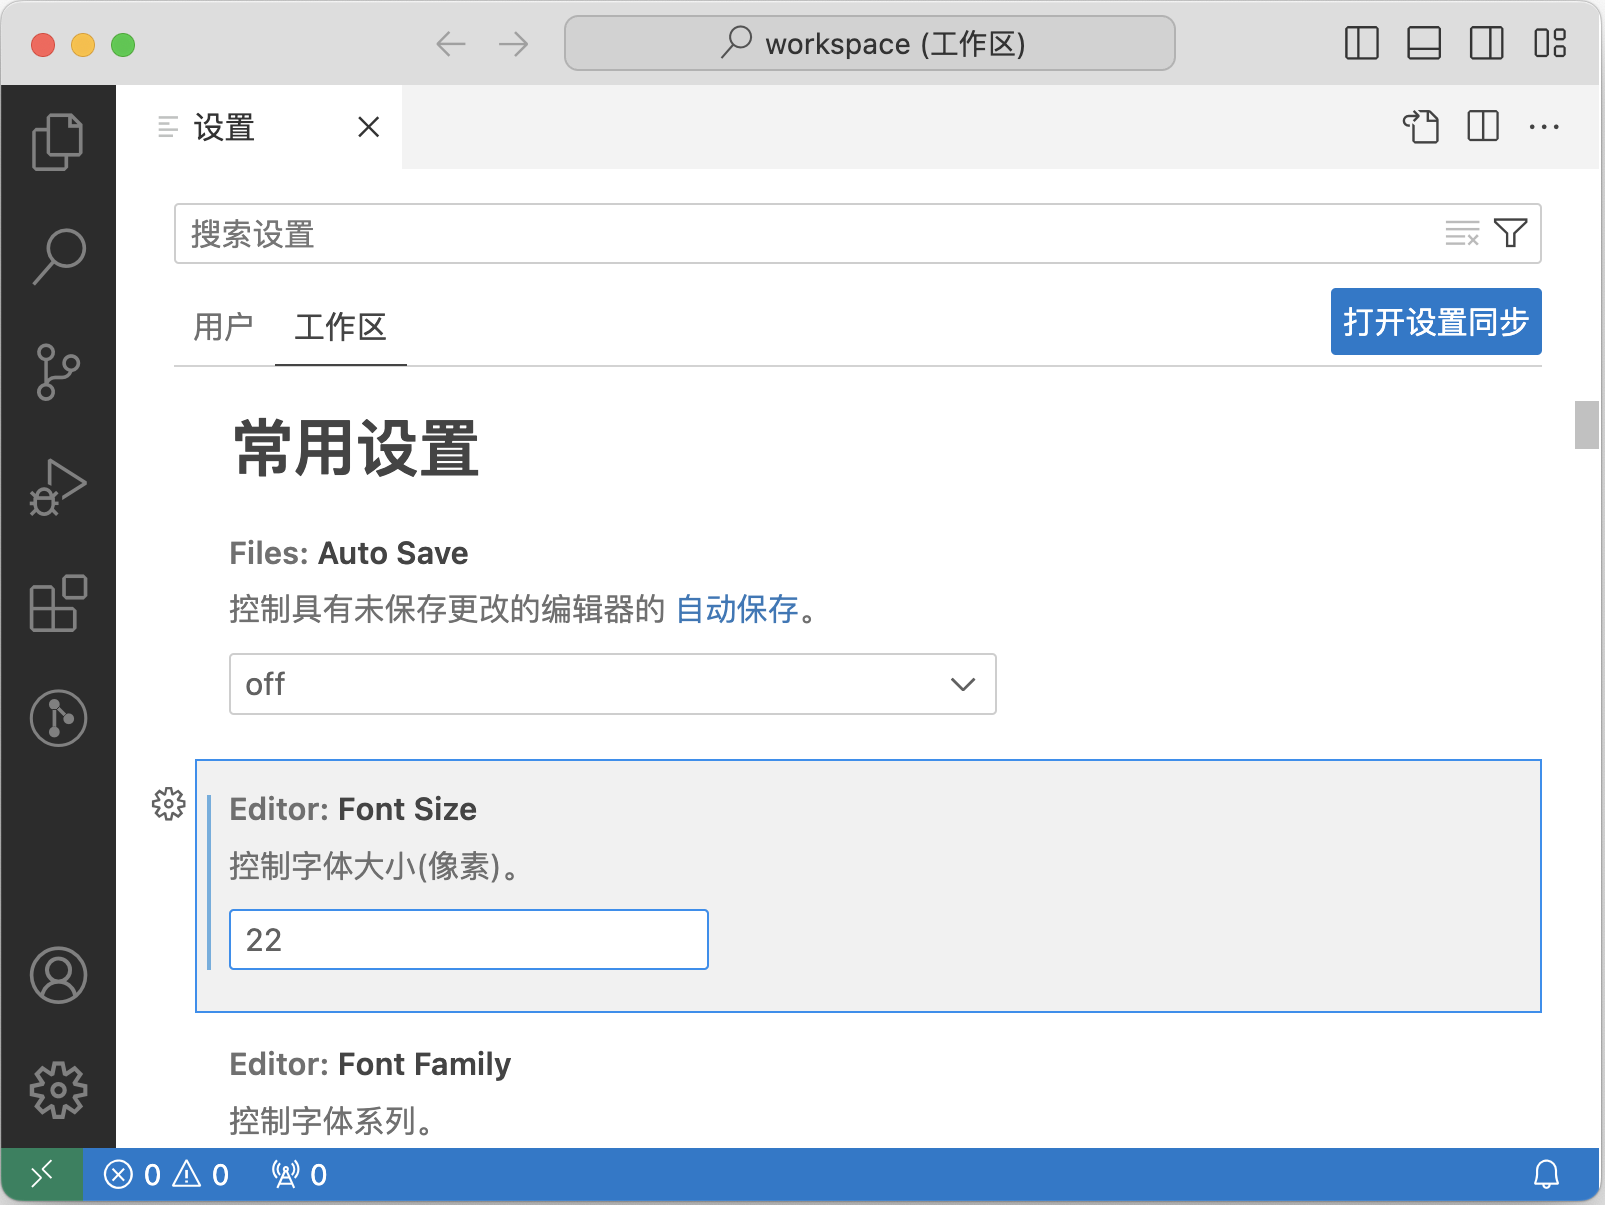 workspace (工作区)
设置
搜索设置
用户 工作区 打开设置同步
常用设置
Files: Auto Save
控制具有未保存更改的编辑器的 自动保存。
off
Editor: Font Size
控制字体大小(像素)。
22
Editor: Font Family
控制字体系列。
0 0 0